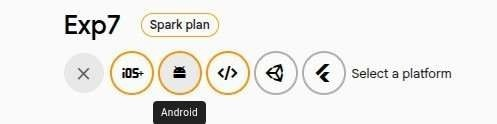 Exp7 Spark plan
iOS+ </> Select a platform
Android